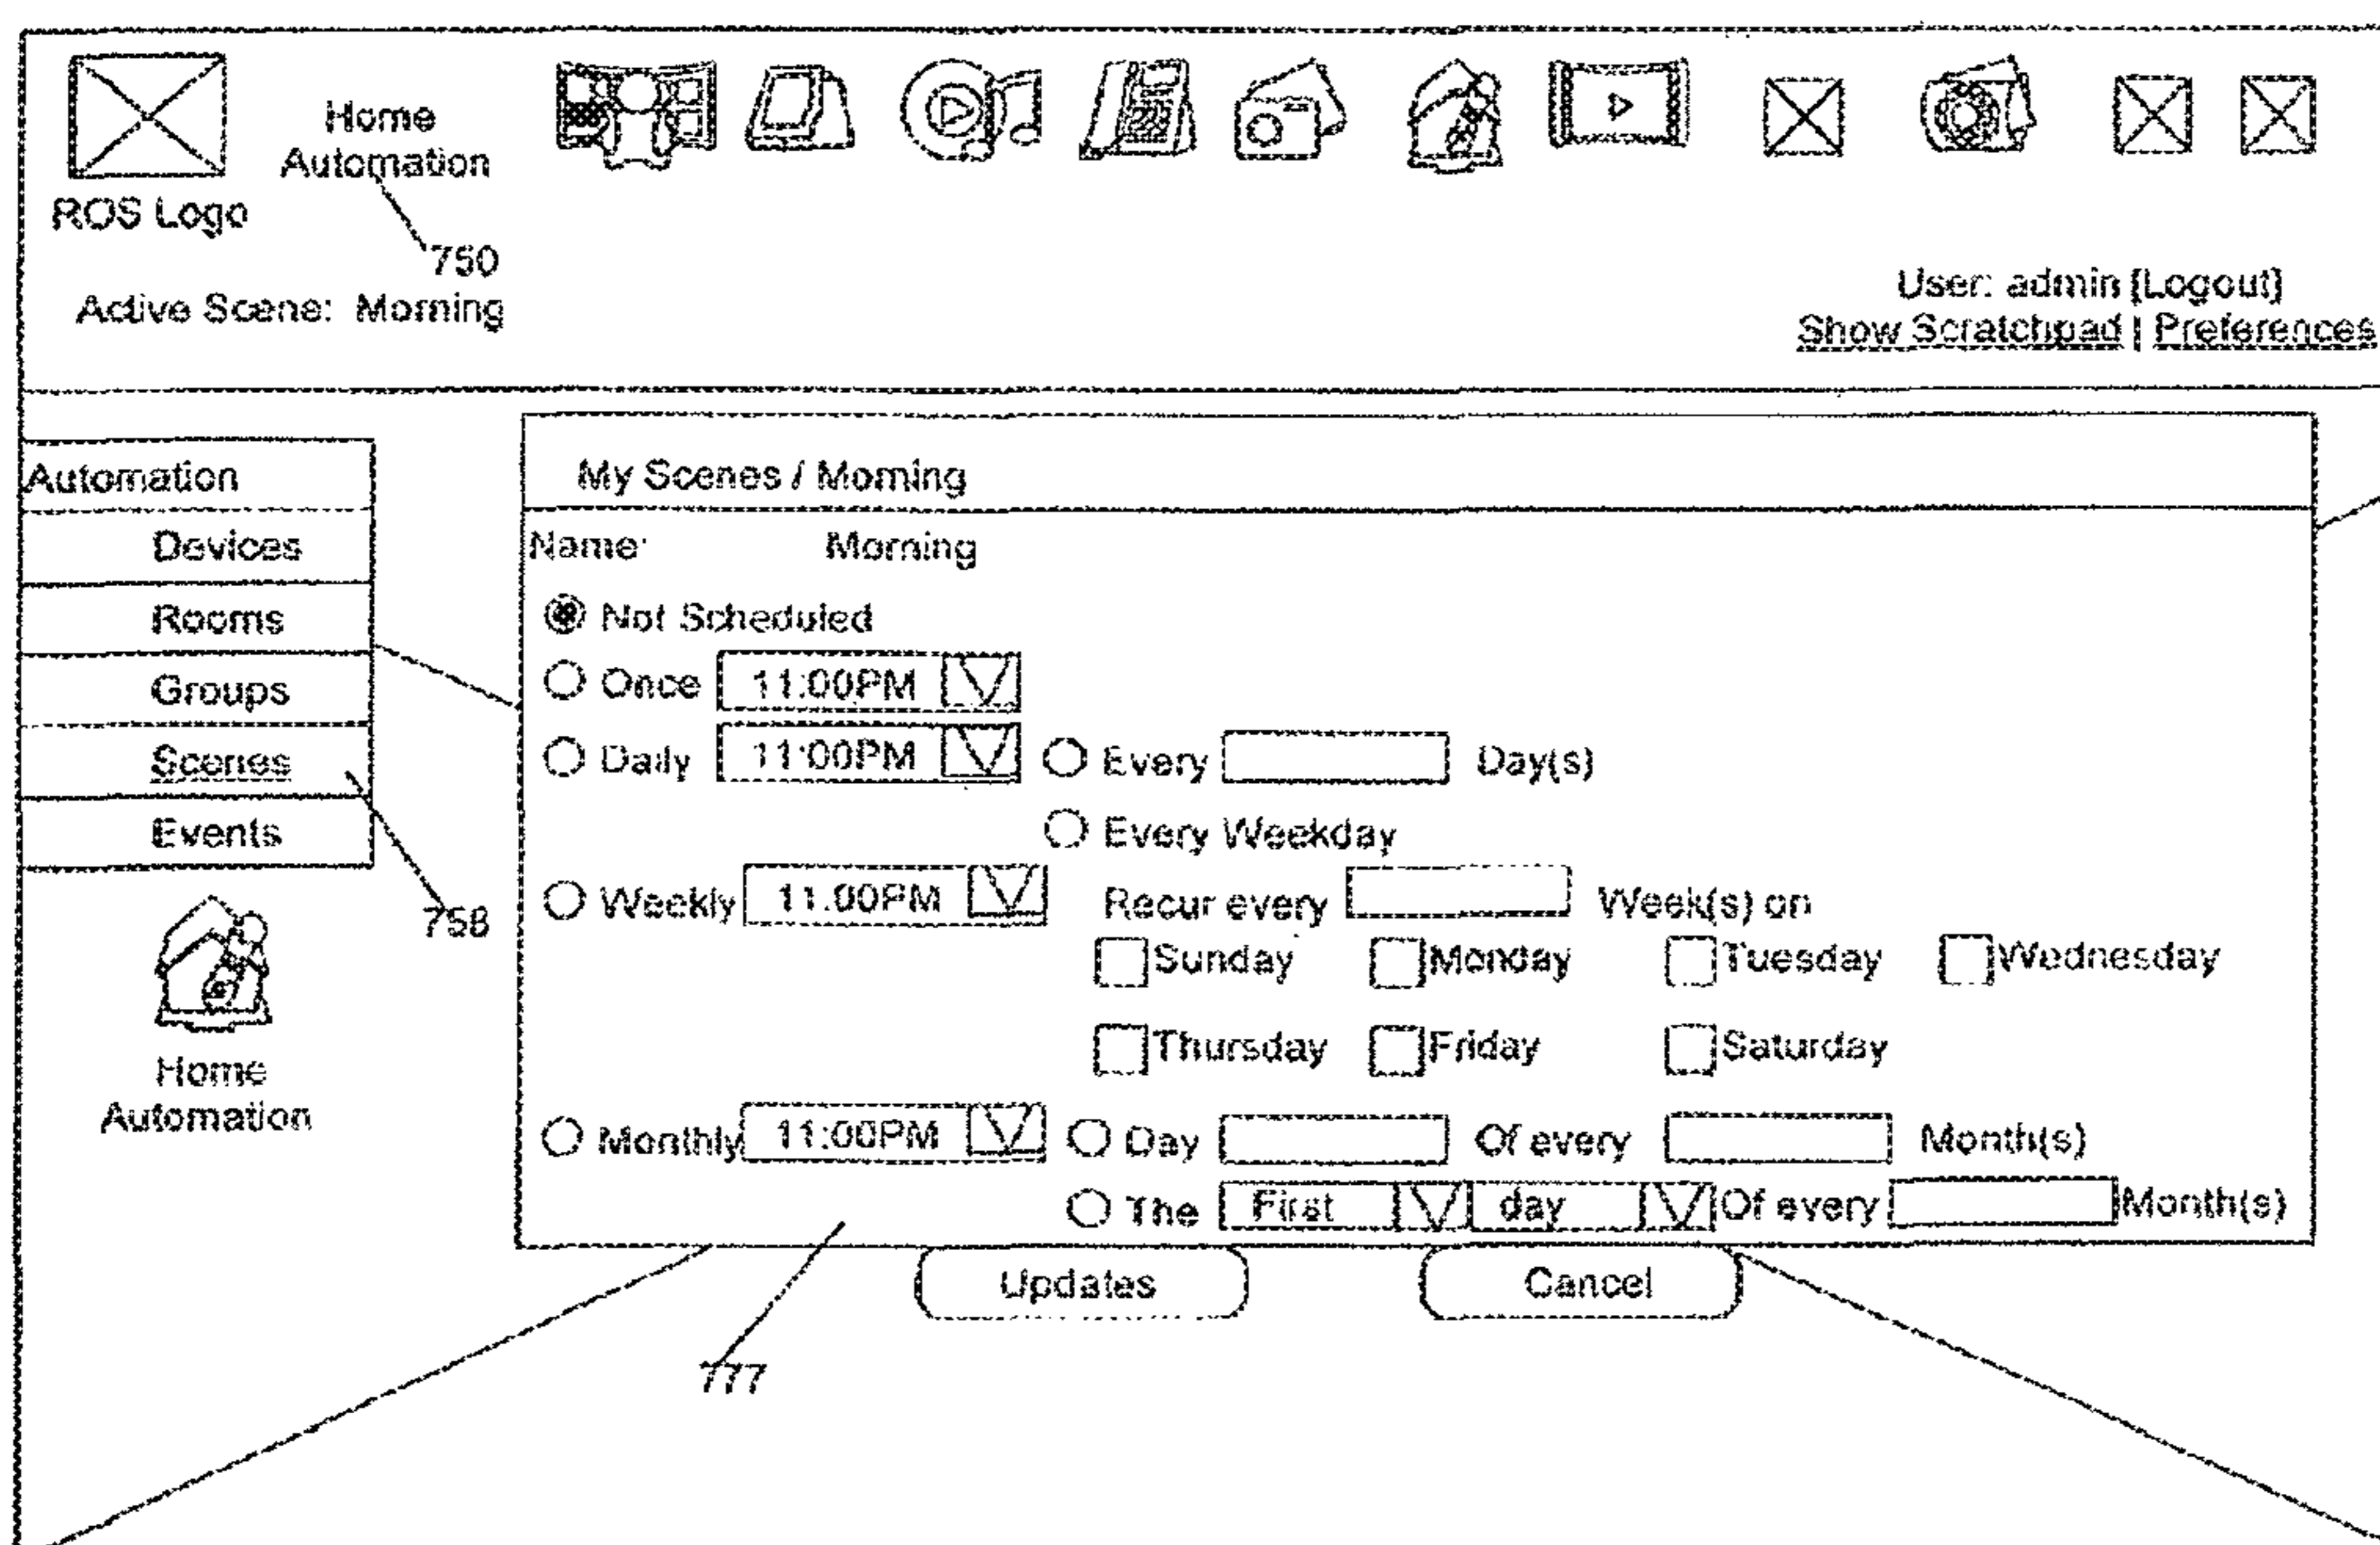 Home
Automation
ROS Logo
750
Active Scene: Morning
User: admin [Logout]
Show Scratchpad | Preferences
Automation
Devices
Rooms
Groups
Scenes
Events
758
Home
Automation
My Scenes / Morning
Name: Morning
Not Scheduled
Once 11:00PM
Daily 11:00PM Every Day(s)
Every Weekday
Weekly 11:00PM Recur every Week(s) on
Sunday Monday Tuesday Wednesday
Thursday Friday Saturday
Monthly 11:00PM Day Of every Month(s)
The First day Of every Month(s)
Updates Cancel
777